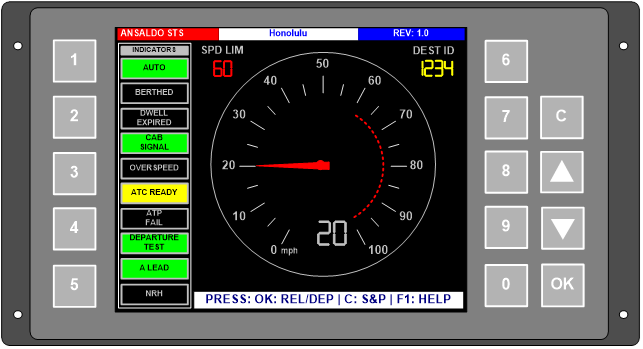 ANSALDO STS
Honolulu
REV: 1.0
INDICATORS
AUTO
BERTHED
DWELL
EXPIRED
CAB
SIGNAL
OVERSPEED
ATC READY
ATP
FAIL
DEPARTURE
TEST
A LEAD
NRH
SPD LIM
60
DEST ID
1234
0 mph
10
20
30
40
50
60
70
80
90
100
20
PRESS: OK: REL/DEP | C: S&P | F1: HELP
1
2
3
4
5
6
7
8
9
0
C
OK